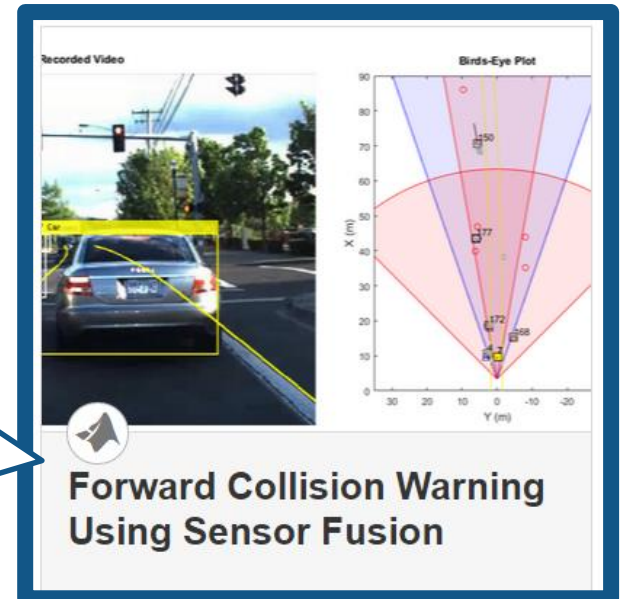 Recorded Video
Birds-Eye Plot
Car
X (m)
90
80
70
60
50
40
30
20
10
0
150
177
172
168
30 20 10 0 -10 -20
Y (m)
Forward Collision Warning
Using Sensor Fusion